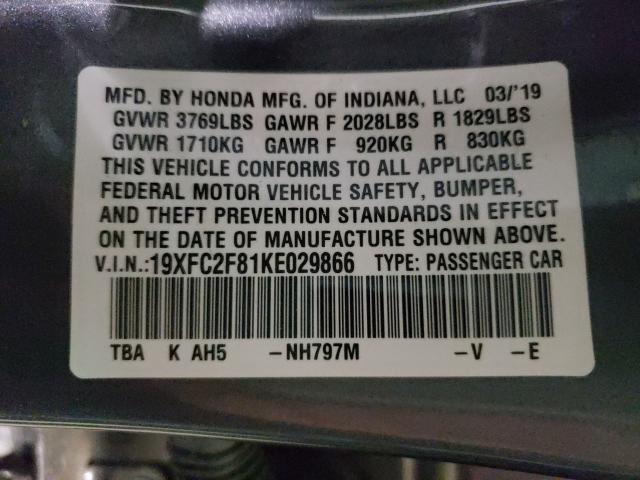 MFD. BY HONDA MFG. OF INDIANA, LLC 03/'19
GVWR 3769LBS GAWR F 2028LBS R 1829LBS
GVWR 1710KG GAWR F 920KG R 830KG
THIS VEHICLE CONFORMS TO ALL APPLICABLE
FEDERAL MOTOR VEHICLE SAFETY, BUMPER,
AND THEFT PREVENTION STANDARDS IN EFFECT
ON THE DATE OF MANUFACTURE SHOWN ABOVE.
V.I.N.:19XFC2F81KE029866 TYPE: PASSENGER CAR
TBA K AH5 -NH797M -V -E